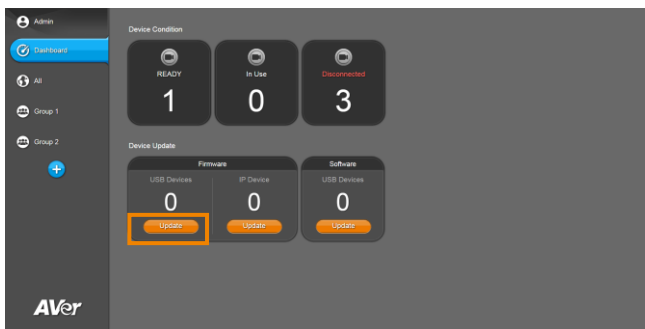 Admin
Dashboard
All
Group 1
Group 2
AVer
Device Condition
READY
In Use
Disconnected
1
0
3
Device Update
Firmware
Software
USB Devices
IP Device
USB Devices
0
0
0
Update
Update
Update